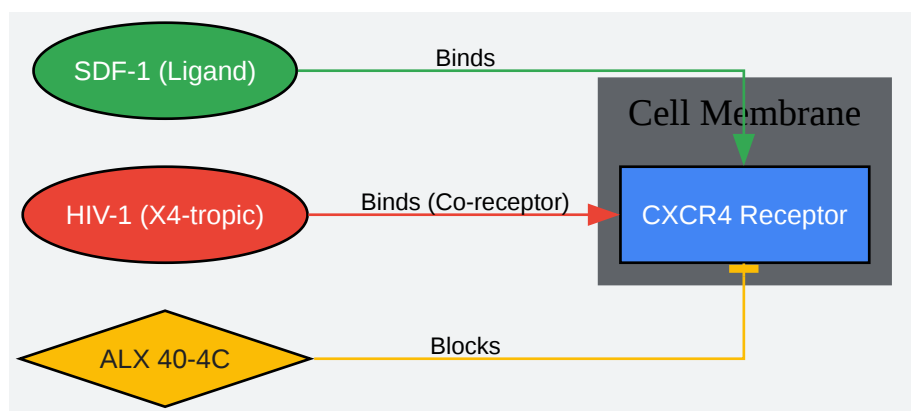 SDF-1 (Ligand)
Binds
Cell Membrane
HIV-1 (X4-tropic)
Binds (Co-receptor)
CXCR4 Receptor
ALX 40-4C
Blocks